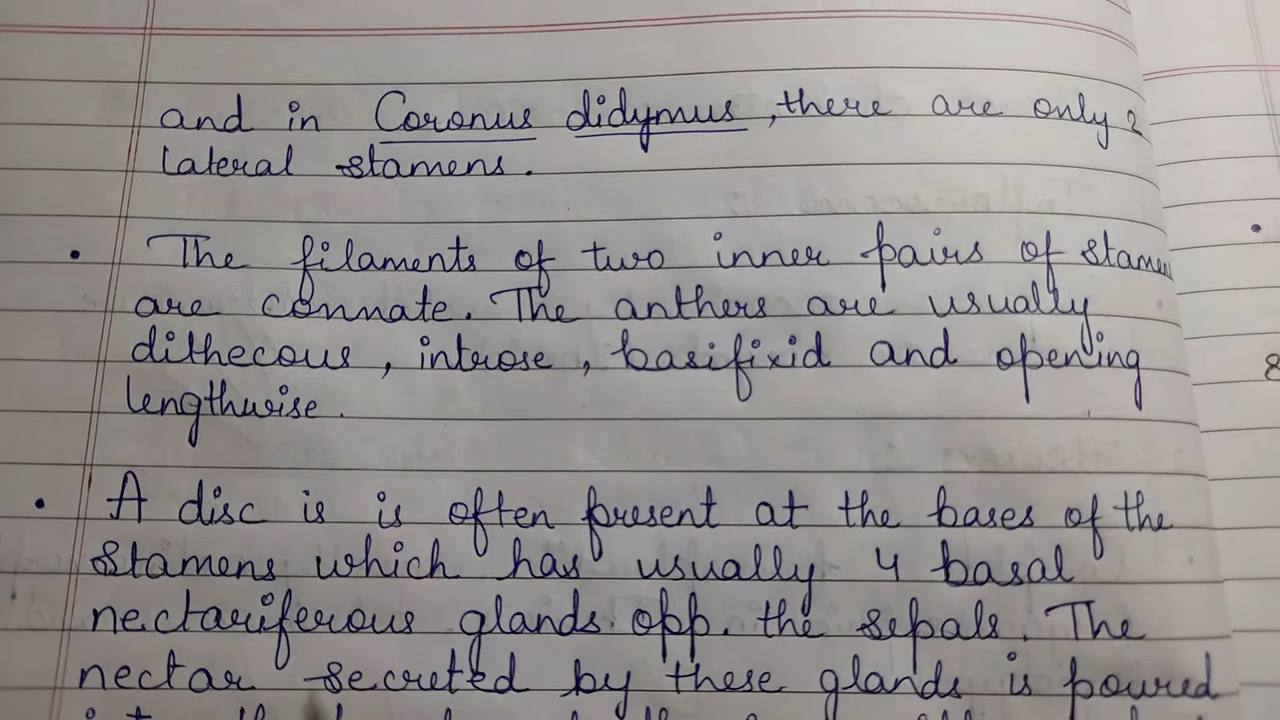 and in Coronus didymus, there are only 2
lateral stamens.
• The filaments of two inner pairs of stamen
are connate. The anthers are usually
dithecous, introse, basifixid and opening
lengthwise.
• A disc is is often present at the bases of the
stamens which has usually 4 basal
nectariferous glands opp. the sepals. The
nectar secreted by these glands is poured